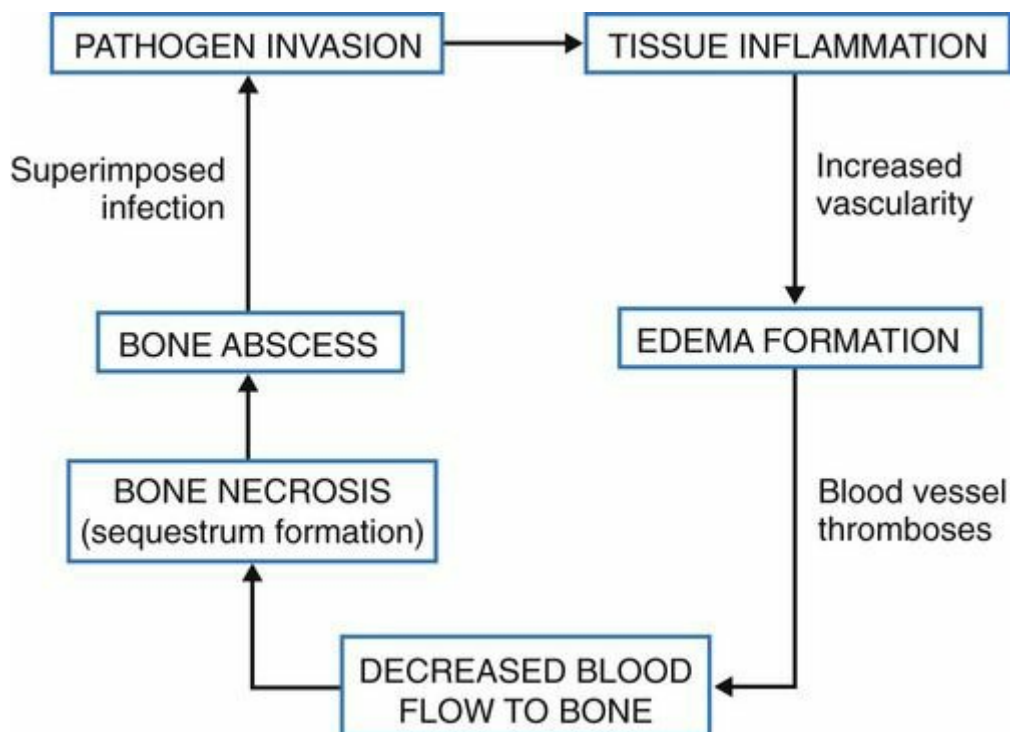 PATHOGEN INVASION
TISSUE INFLAMMATION
Superimposed
infection
Increased
vascularity
BONE ABSCESS
EDEMA FORMATION
BONE NECROSIS
(sequestrum formation)
Blood vessel
thromboses
DECREASED BLOOD
FLOW TO BONE